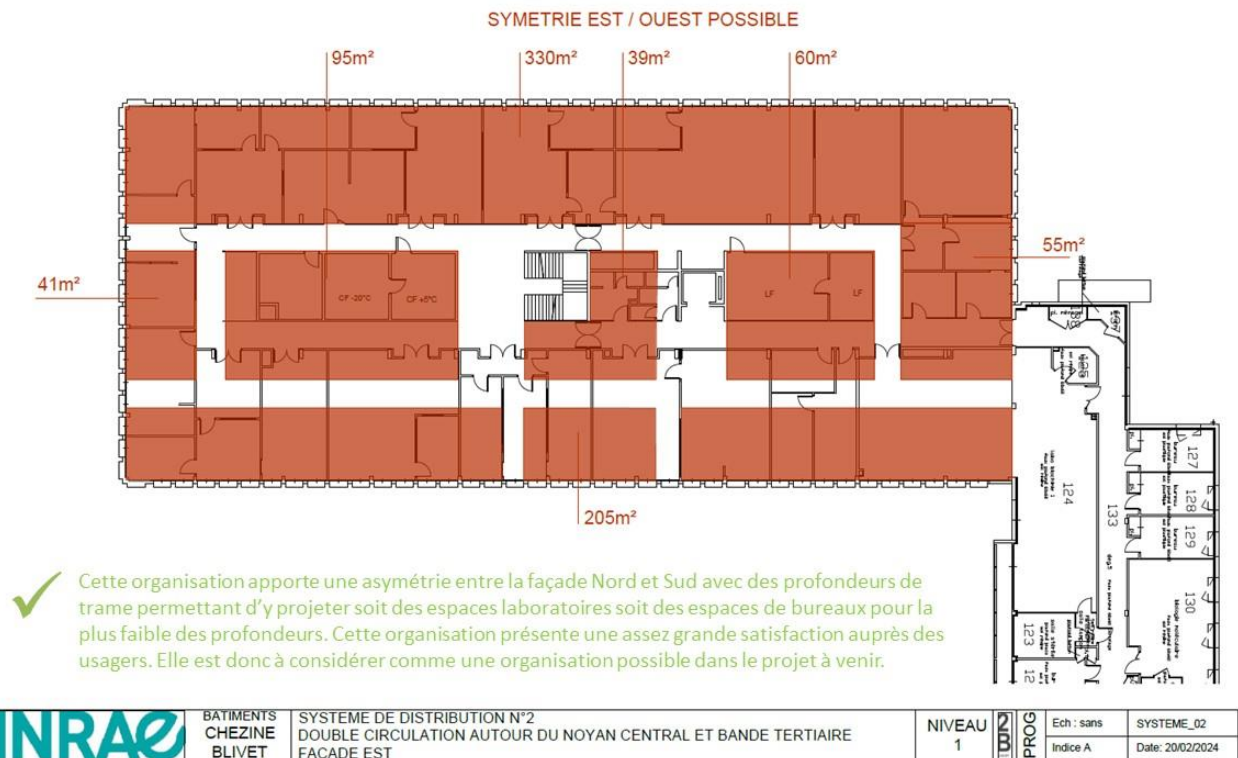 SYMETRIE EST / OUEST POSSIBLE
95m²
330m²
39m²
60m²
55m²
41m²
CF -20°C
CF +5°C
LF
LF
205m²
124
133
127
bureau
128
129
bureau
130
123
12
Cette organisation apporte une asymétrie entre la façade Nord et Sud avec des profondeurs de
trame permettant d'y projeter soit des espaces laboratoires soit des espaces de bureaux pour la
plus faible des profondeurs. Cette organisation présente une assez grande satisfaction auprès des
usagers. Elle est donc à considérer comme une organisation possible dans le projet à venir.
INRAE
BATIMENTS
CHEZINE
BLIVET
SYSTEME DE DISTRIBUTION N°2
DOUBLE CIRCULATION AUTOUR DU NOYAN CENTRAL ET BANDE TERTIAIRE
FACADE EST
NIVEAU
1
PROG
Ech : sans
SYSTEME_02
Indice A
Date: 20/02/2024